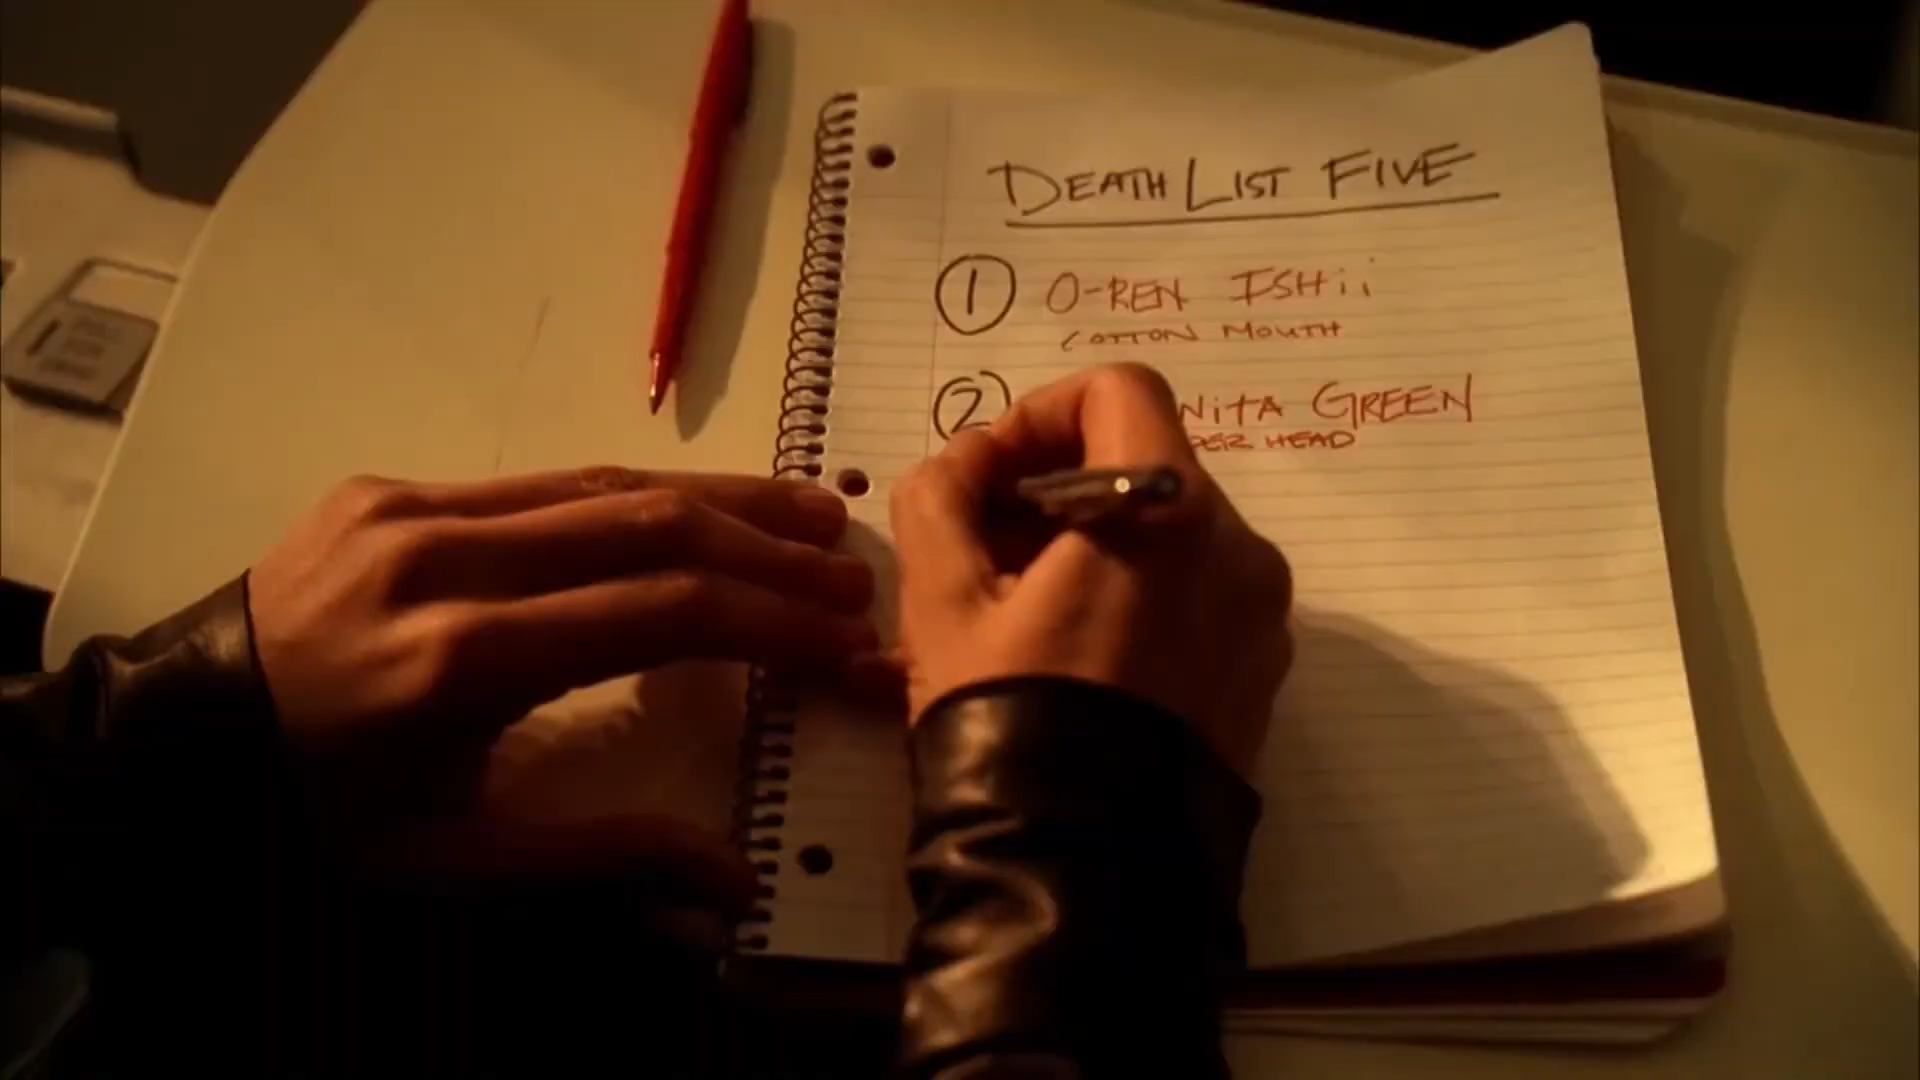 DEATH LIST FIVE
1 O-REN ISHii
COTTON MOUTH
2 NiTA GREEN
HEAD